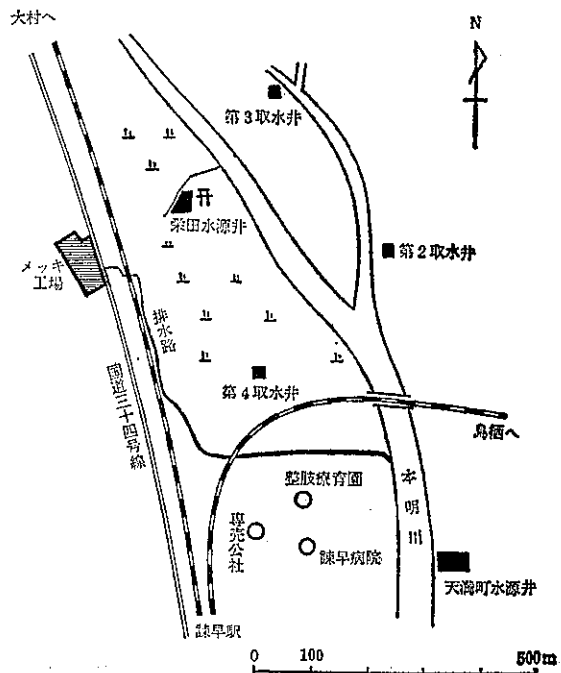 大村へ
N
第3取水井
栄田水源井
第2取水井
メッキ
工場
排水路
国道三十四号線
第4取水井
鳥栖へ
整肢療育園
本明川
専売公社
諫早病院
天満町水源井
諫早駅
0 100 500m